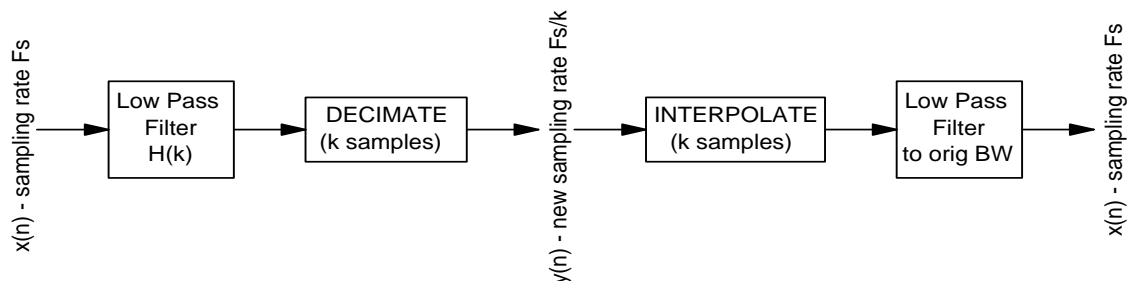 x(n) - sampling rate Fs
Low Pass
Filter
H(k)
DECIMATE
(k samples)
y(n) - new sampling rate Fs/k
INTERPOLATE
(k samples)
Low Pass
Filter
to orig BW
x(n) - sampling rate Fs